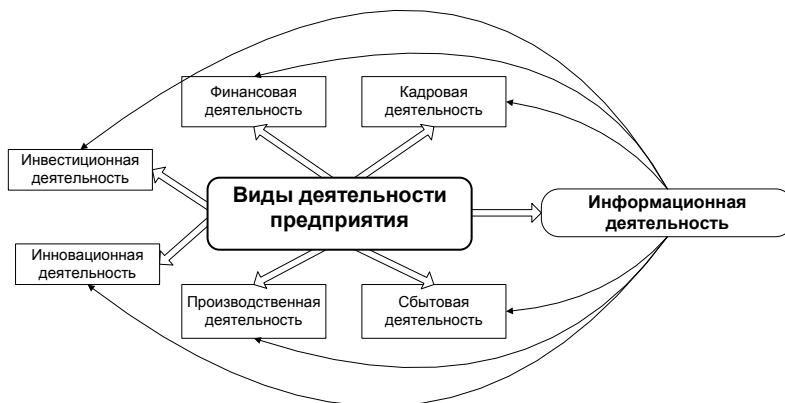 Финансовая
деятельность
Кадровая
деятельность
Инвестиционная
деятельность
Виды деятельности
предприятия
Информационная
деятельность
Инновационная
деятельность
Производственная
деятельность
Сбытовая
деятельность